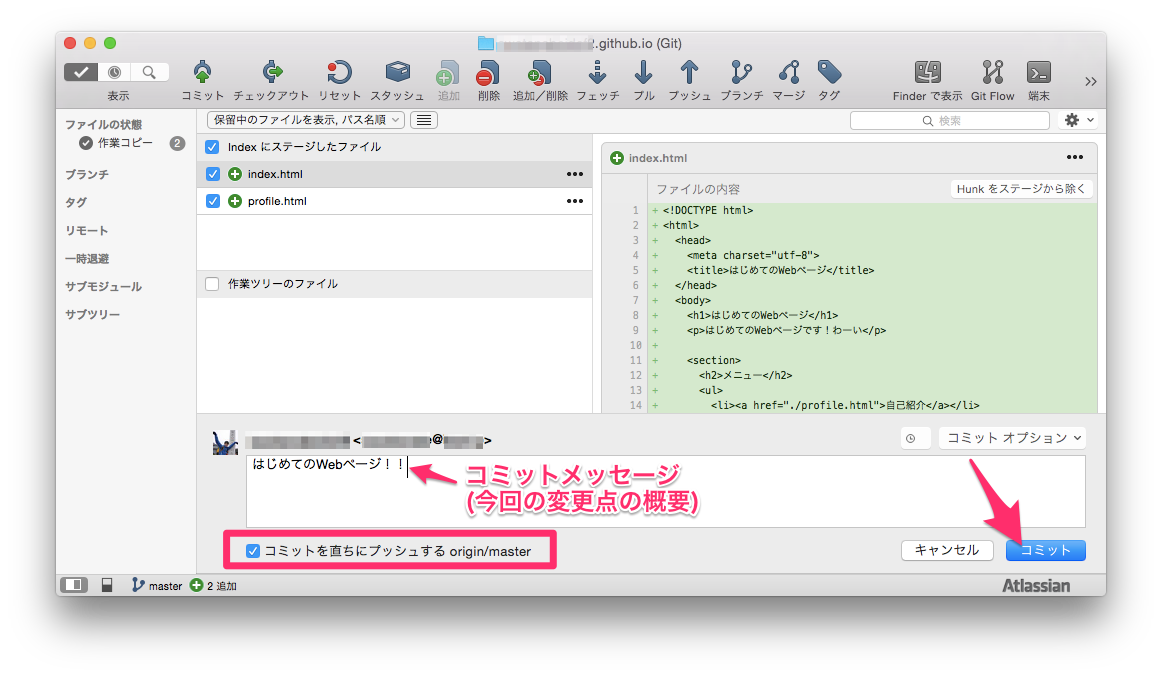 2.github.io (Git)
表示
コミット
チェックアウト
リセット
スタッシュ
追加
削除
追加／削除
フェッチ
プル
プッシュ
ブランチ
マージ
タグ
Finder で表示
Git Flow
端末
ファイルの状態
作業コピー
2
ブランチ
タグ
リモート
一時退避
サブモジュール
サブツリー
保留中のファイルを表示, パス名順
検索
Index にステージしたファイル
index.html
profile.html
作業ツリーのファイル
index.html
ファイルの内容
Hunk をステージから除く
1 + <!DOCTYPE html>
2 + <html>
3 + <head>
4 + <meta charset="utf-8">
5 + <title>はじめてのWebページ</title>
6 + </head>
7 + <body>
8 + <h1>はじめてのWebページ</h1>
9 + <p>はじめてのWebページです！わーい</p>
10 +
11 + <section>
12 + <h2>メニュー</h2>
13 + <ul>
14 + <li><a href="./profile.html">自己紹介</a></li>
コミット オプション
はじめてのWebページ！！
コミットメッセージ
(今回の変更点の概要)
コミットを直ちにプッシュする origin/master
キャンセル
コミット
master
2 追加
Atlassian